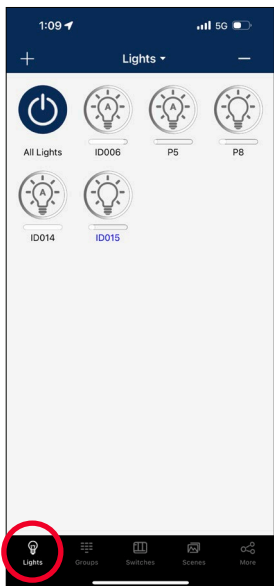 1:09 5G
+ Lights −
All Lights ID006 P5 P8
A A
ID014 ID015
A
Lights Groups Switches Scenes More